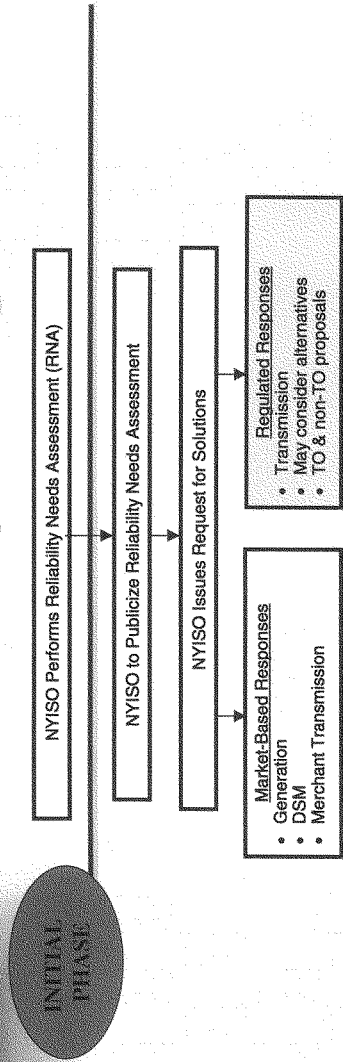 INITIAL
PHASE
NYISO Performs Reliability Needs Assessment (RNA)
NYISO to Publicize Reliability Needs Assessment
NYISO Issues Request for Solutions
Market-Based Responses
• Generation
• DSM
• Merchant Transmission
Regulated Responses
• Transmission
• May consider alternatives
• TO & non-TO proposals